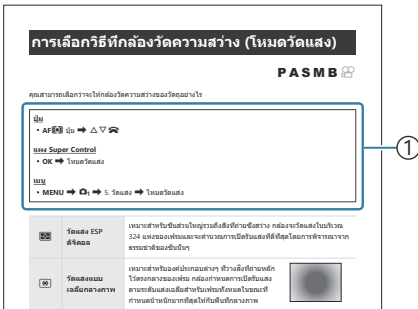 การเลือกวิธีที่กล้องวัดความสว่าง (โหมดวัดแสง)
PASMB
คุณสามารถเลือกว่าจะให้กล้องวัดความสว่างของวัตถุอย่างไร
ปุ่ม
• AF ปุ่ม ➡ △▽
แผง Super Control
• OK ➡ โหมดวัดแสง
เมนู
• MENU ➡ 1 ➡ 5. วัดแสง ➡ โหมดวัดแสง
1
วัดแสง ESP
ดิจิตอล
เหมาะสำหรับซีนส่วนใหญ่รวมถึงสิ่งที่ถ่ายซึ่งสว่าง กล้องจะวัดแสงในบริเวณ
324 แห่งของเฟรมและจะคำนวณการเปิดรับแสงที่ดีที่สุดโดยการพิจารณาจาก
ธรรมชาติของซีนนั้นๆ
วัดแสงแบบ
เฉลี่ยกลางภาพ
เหมาะสำหรับองค์ประกอบต่างๆ ที่วางสิ่งที่ถ่ายหลัก
ไว้ตรงกลางของเฟรม กล้องกำหนดการเปิดรับแสง
ตามระดับแสงเฉลี่ยสำหรับเฟรมทั้งหมดในขณะที่
กำหนดน้ำหนักมากที่สุดให้กับพื้นที่กลางภาพ